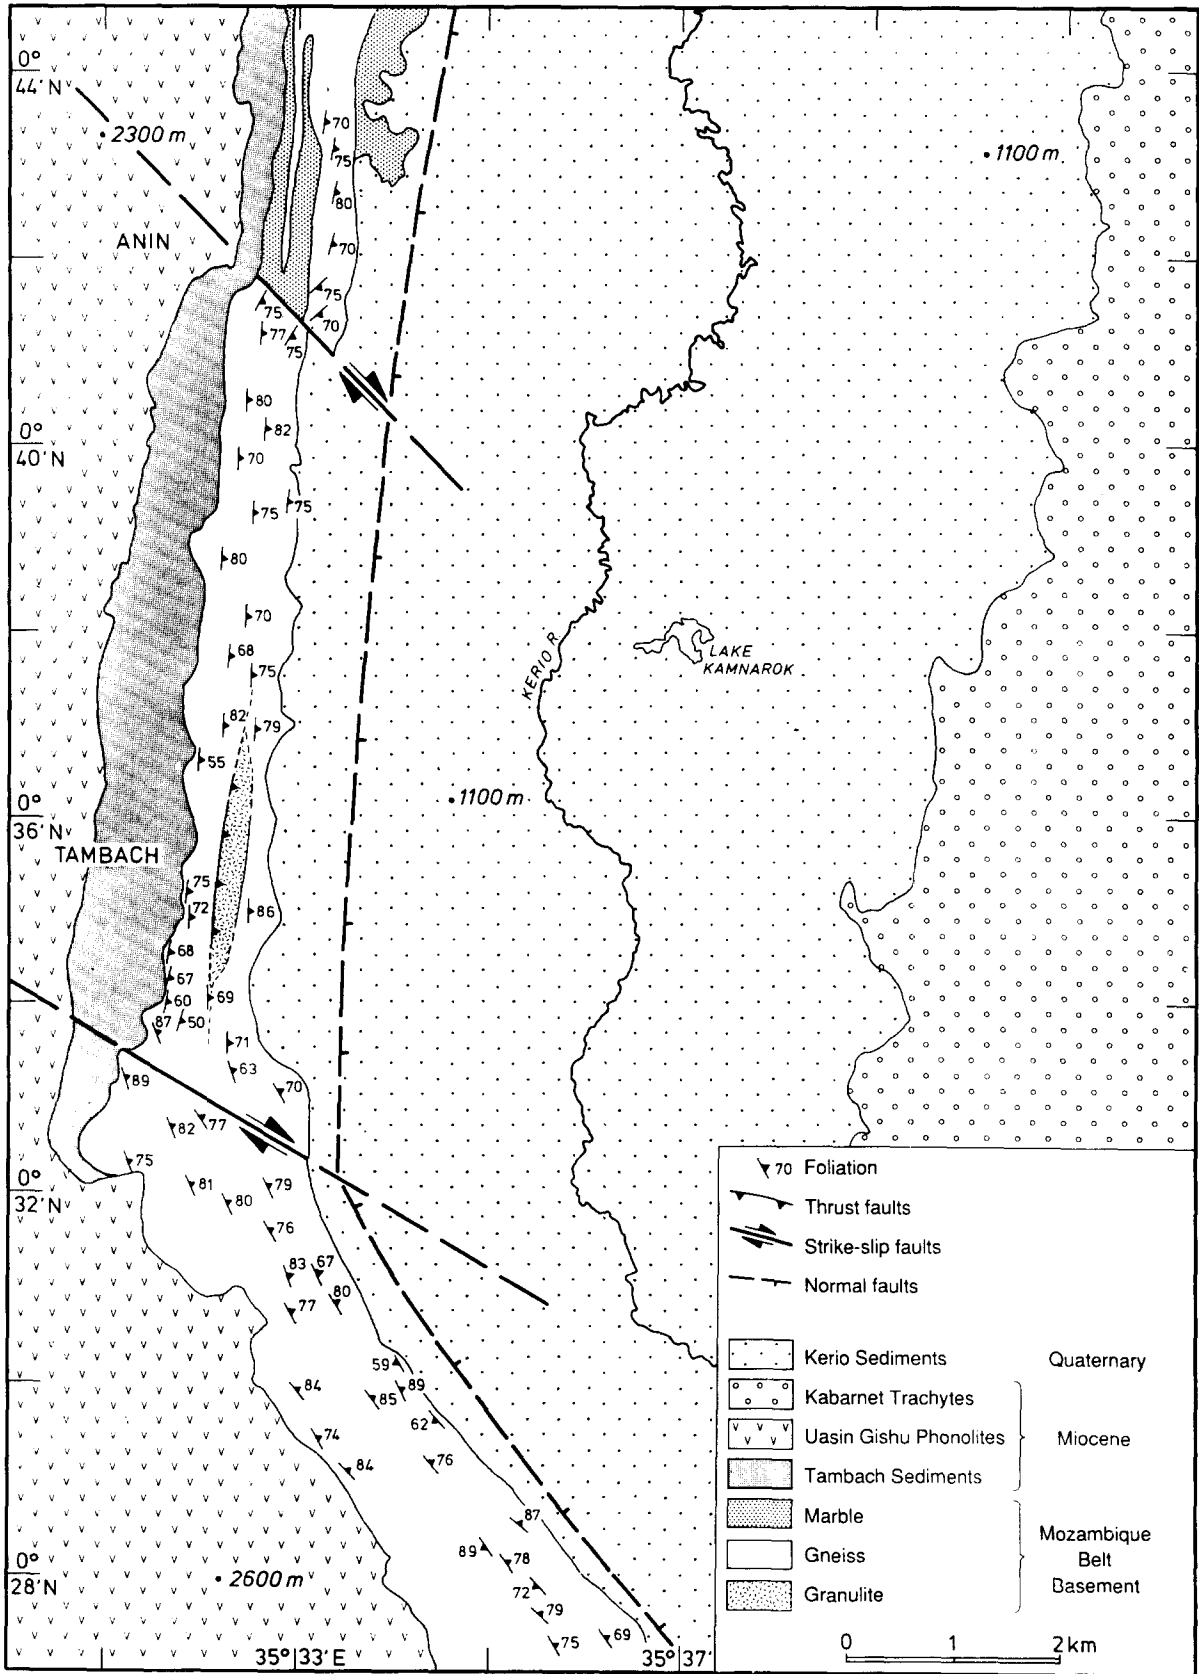 0°
44'N
2300 m
1100 m
ANIN
70
75
80
70
75
75
70
77
75
80
0°
40'N
82
70
75
75
80
70
68
75
82
79
55
LAKE
KAMNAROK
KERIO R.
1100 m
0°
36'N
TAMBACH
75
72
86
68
67
60
69
87
50
71
63
89
70
82
77
75
0°
32'N
81
79
80
76
83
67
80
77
59
84
85
89
62
74
84
76
87
89
78
72
79
75
69
0°
28'N
2600 m
35° 33' E
35° 37'
70 Foliation
Thrust faults
Strike-slip faults
Normal faults
Kerio Sediments Quaternary
Kabarnet Trachytes
Uasin Gishu Phonolites Miocene
Tambach Sediments
Marble
Gneiss Mozambique
Belt
Granulite Basement
0 1 2 km